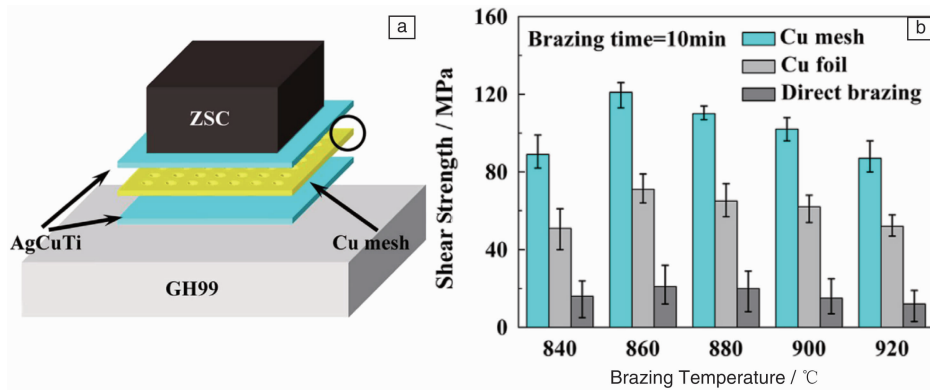 a
ZSC
AgCuTi
Cu mesh
GH99
b
Brazing time=10min
Cu mesh
Cu foil
Direct brazing
Shear Strength / MPa
160
120
80
40
0
840 860 880 900 920
Brazing Temperature / ℃